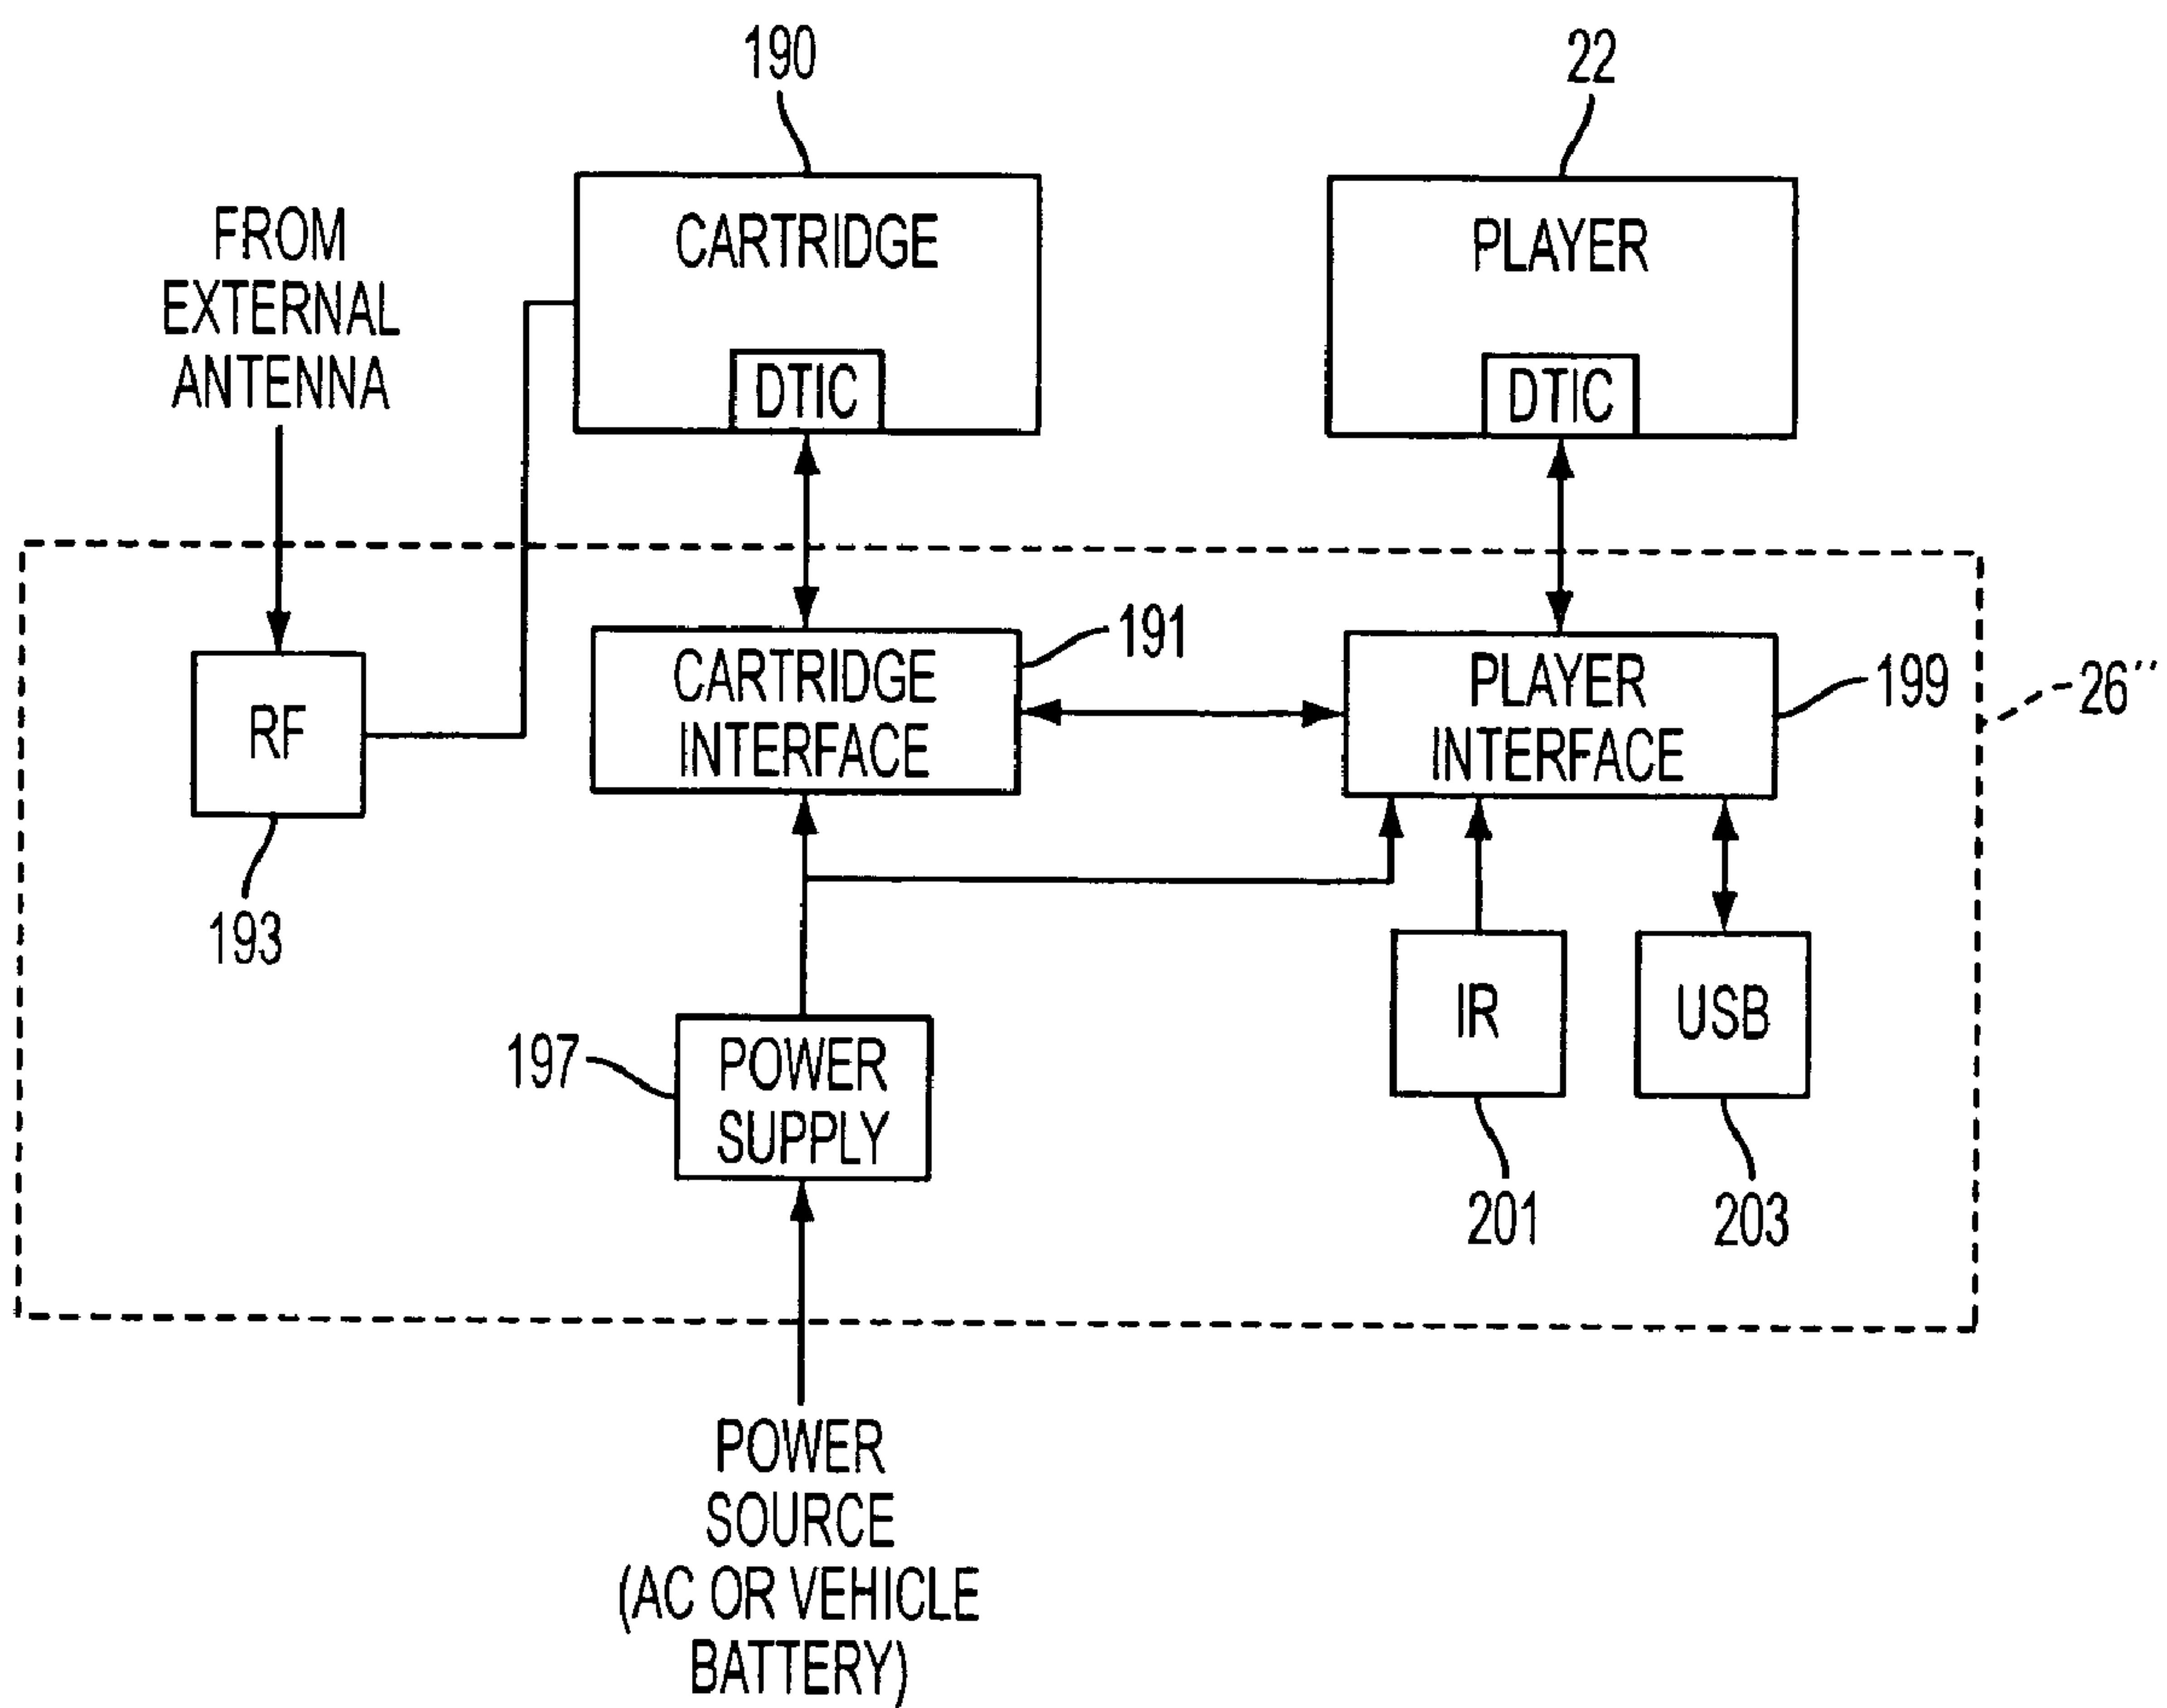 190
22
FROM
EXTERNAL
ANTENNA
CARTRIDGE
DTIC
PLAYER
DTIC
RF
193
CARTRIDGE
INTERFACE
191
PLAYER
INTERFACE
199
26''
197
POWER
SUPPLY
IR
USB
201
203
POWER
SOURCE
(AC OR VEHICLE
BATTERY)